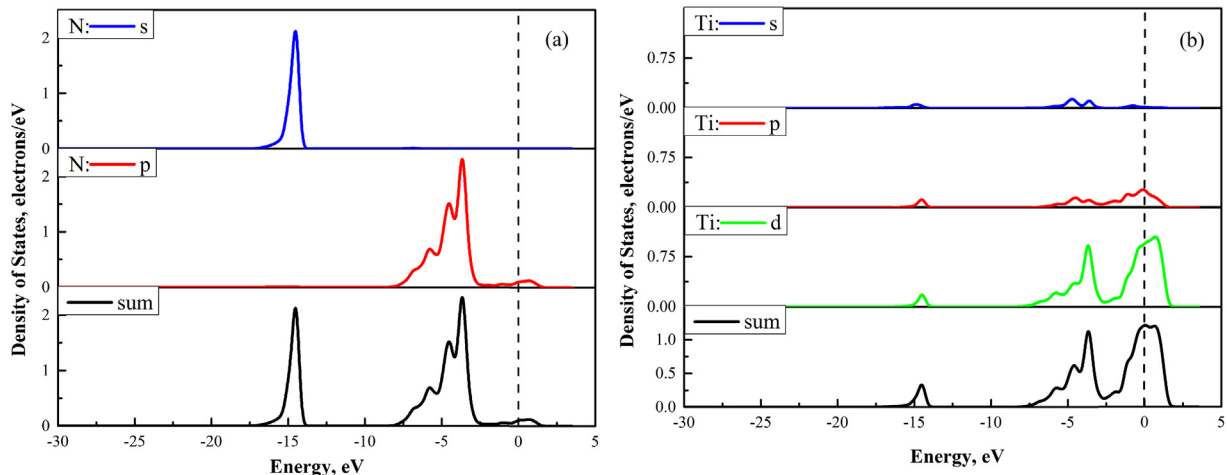 N: s
(a)
2
1
0
N: p
2
1
0
sum
2
1
0
-30 -25 -20 -15 -10 -5 0 5
Energy, eV
Density of States, electrons/eV
Ti: s
(b)
0.75
0.00
Ti: p
0.75
0.00
Ti: d
0.75
0.00
sum
1.0
0.5
0.0
-30 -25 -20 -15 -10 -5 0 5
Energy, eV
Density of States, electrons/eV